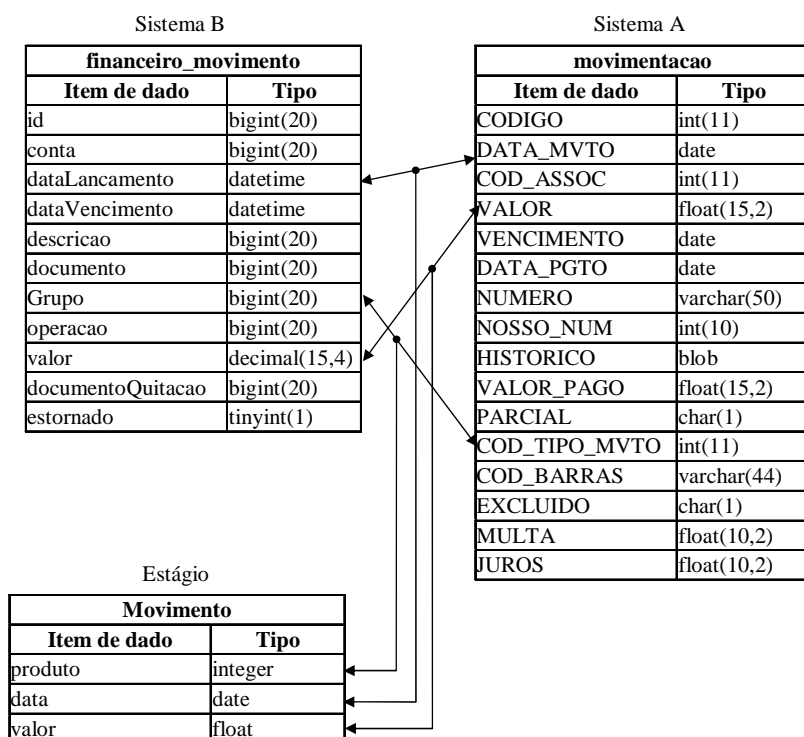 Sistema B
financeiro_movimento
Item de dado Tipo
id bigint(20)
conta bigint(20)
dataLancamento datetime
dataVencimento datetime
descricao bigint(20)
documento bigint(20)
Grupo bigint(20)
operacao bigint(20)
valor decimal(15,4)
documentoQuitacao bigint(20)
estornado tinyint(1)
Sistema A
movimentacao
Item de dado Tipo
CODIGO int(11)
DATA_MVTO date
COD_ASSOC int(11)
VALOR float(15,2)
VENCIMENTO date
DATA_PGTO date
NUMERO varchar(50)
NOSSO_NUM int(10)
HISTORICO blob
VALOR_PAGO float(15,2)
PARCIAL char(1)
COD_TIPO_MVTO int(11)
COD_BARRAS varchar(44)
EXCLUIDO char(1)
MULTA float(10,2)
JUROS float(10,2)
Estágio
Movimento
Item de dado Tipo
produto integer
data date
valor float